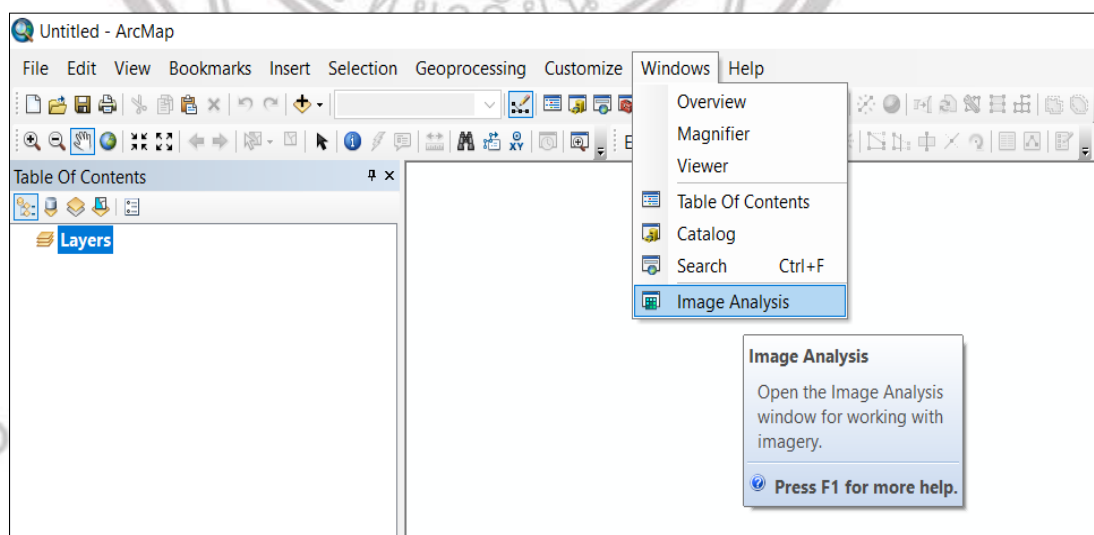 Untitled - ArcMap
File Edit View Bookmarks Insert Selection Geoprocessing Customize Windows Help
Overview
Magnifier
Viewer
Table Of Contents
Table Of Contents
Catalog
Layers
Search Ctrl+F
Image Analysis
Image Analysis
Open the Image Analysis
window for working with
imagery.
Press F1 for more help.